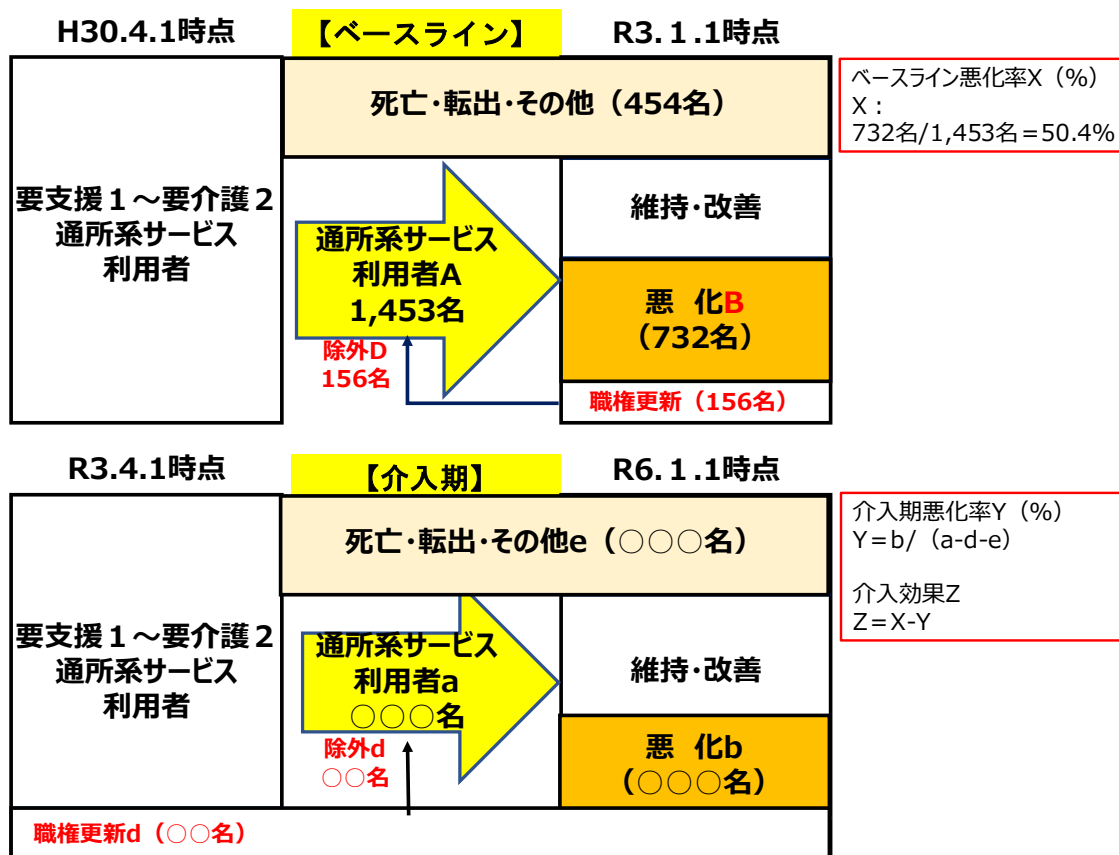 H30.4.1時点
【ベースライン】
R3.1.1時点
死亡・転出・その他（454名）
要支援１～要介護２
通所系サービス
利用者
通所系サービス
利用者A
1,453名
除外D
156名
維持・改善
悪 化B
（732名）
職権更新（156名）
ベースライン悪化率X（%）
X：
732名/1,453名＝50.4%
R3.4.1時点
【介入期】
R6.1.1時点
死亡・転出・その他e（○○○名）
要支援１～要介護２
通所系サービス
利用者
通所系サービス
利用者a
○○○名
除外d
○○名
維持・改善
悪 化b
（○○○名）
職権更新d（○○名）
介入期悪化率Y（%）
Y＝b/（a-d-e）
介入効果Z
Z＝X-Y